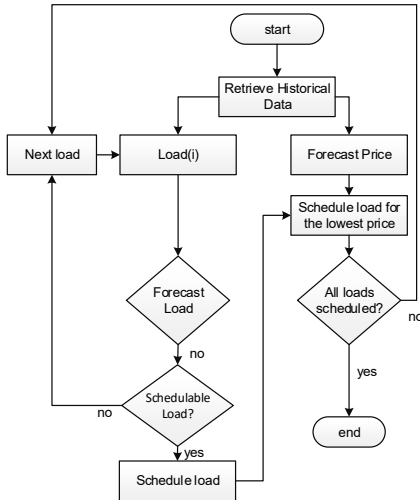 start
Retrieve Historical
Data
Next load
Load(i)
Forecast Price
Schedule load for
the lowest price
Forecast
Load
All loads
scheduled?
no
no
yes
Schedulable
Load?
no
yes
end
Schedule load